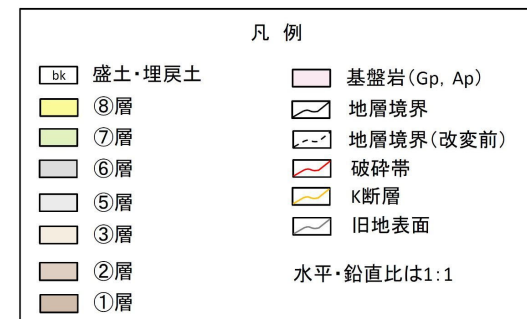 凡 例
bk 盛土・埋戻土
⑧層
⑦層
⑥層
⑤層
③層
②層
①層
基盤岩(Gp, Ap)
地層境界
地層境界(改変前)
破砕帯
K断層
旧地表面
水平・鉛直比は1:1